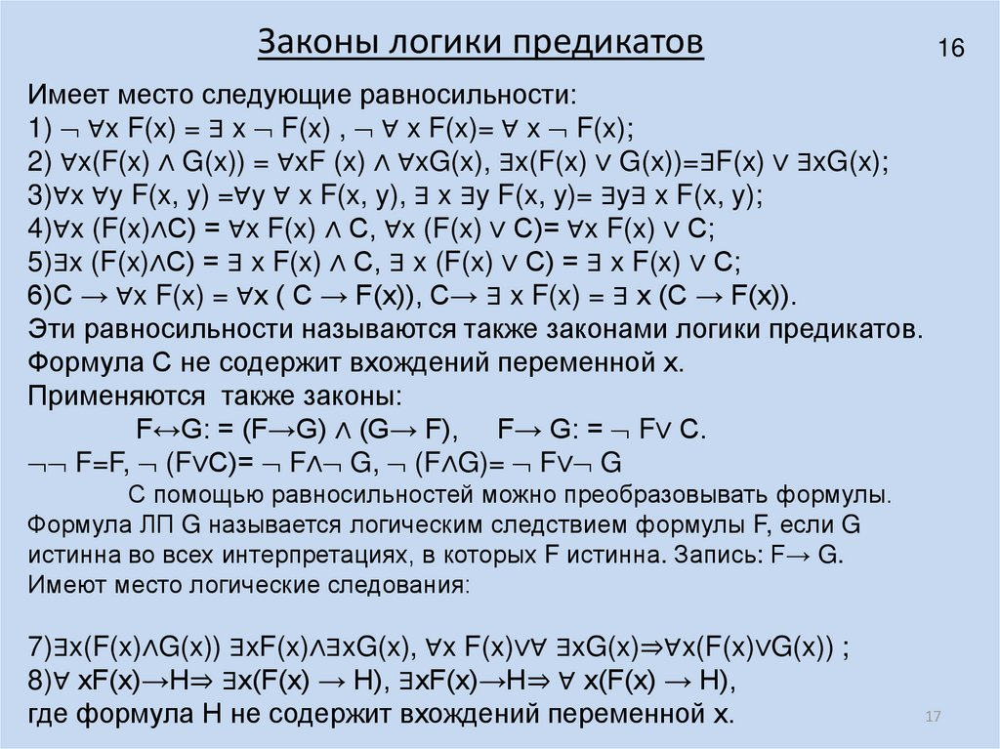 Законы логики предикатов
16
Имеет место следующие равносильности:
1) ¬ ∀x F(x) = ∃ x ¬ F(x) , ¬ ∀ x F(x)= ∀ x ¬ F(x);
2) ∀x(F(x) ∧ G(x)) = ∀xF (x) ∧ ∀xG(x), ∃x(F(x) ∨ G(x))=∃F(x) ∨ ∃xG(x);
3)∀x ∀y F(x, y) =∀y ∀ x F(x, y), ∃ x ∃y F(x, y)= ∃y∃ x F(x, y);
4)∀x (F(x)∧C) = ∀x F(x) ∧ C, ∀x (F(x) ∨ C)= ∀x F(x) ∨ C;
5)∃x (F(x)∧C) = ∃ x F(x) ∧ C, ∃ x (F(x) ∨ C) = ∃ x F(x) ∨ C;
6)C → ∀x F(x) = ∀x ( C → F(x)), C→ ∃ x F(x) = ∃ x (C → F(x)).
Эти равносильности называются также законами логики предикатов.
Формула C не содержит вхождений переменной x.
Применяются также законы:
F↔G: = (F→G) ∧ (G→ F), F→ G: = ¬ F∨ C.
¬¬ F=F, ¬ (F∨C)= ¬ F∧¬ G, ¬ (F∧G)= ¬ F∨¬ G
С помощью равносильностей можно преобразовывать формулы.
Формула ЛП G называется логическим следствием формулы F, если G
истинна во всех интерпретациях, в которых F истинна. Запись: F→ G.
Имеют место логические следования:
7)∃x(F(x)∧G(x)) ∃xF(x)∧∃xG(x), ∀x F(x)∨∀ ∃xG(x)⇒∀x(F(x)∨G(x)) ;
8)∀ xF(x)→H⇒ ∃x(F(x) → H), ∃xF(x)→H⇒ ∀ x(F(x) → H),
где формула H не содержит вхождений переменной x.
17